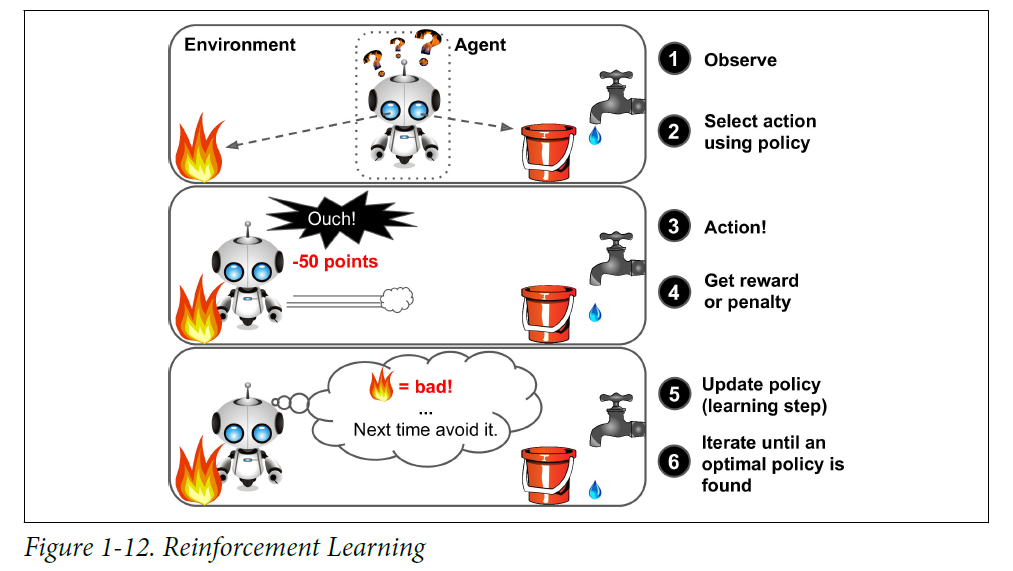 Environment
Agent
? ? ?
1 Observe
2 Select action
using policy
Ouch!
-50 points
3 Action!
4 Get reward
or penalty
= bad!
...
Next time avoid it.
5 Update policy
(learning step)
6 Iterate until an
optimal policy is
found
Figure 1-12. Reinforcement Learning